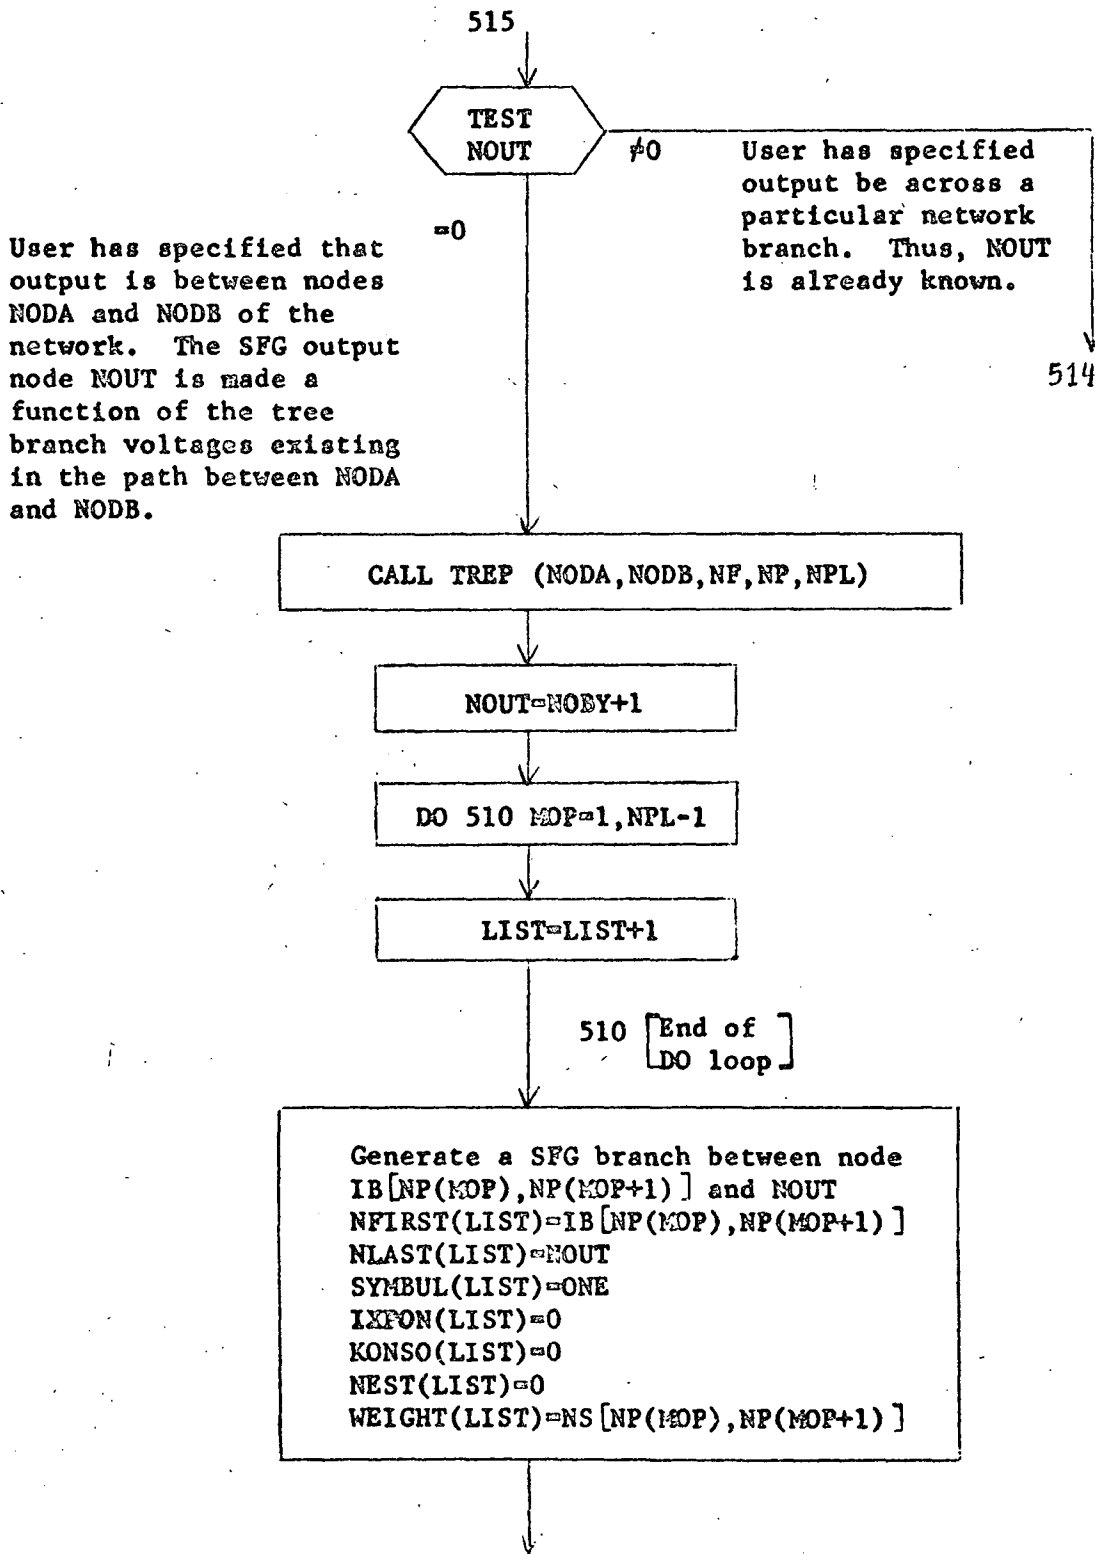 515
TEST
NOUT
≠0
User has specified
output be across a
particular network
branch. Thus, NOUT
is already known.
514
=0
User has specified that
output is between nodes
NODA and NODB of the
network. The SFG output
node NOUT is made a
function of the tree
branch voltages existing
in the path between NODA
and NODB.
CALL TREP (NODA,NODB,NF,NP,NPL)
NOUT=NOBY+1
DO 510 MOP=1,NPL-1
LIST=LIST+1
510 [End of
DO loop]
Generate a SFG branch between node
IB[NP(MOP),NP(MOP+1)] and NOUT
NFIRST(LIST)=IB[NP(MOP),NP(MOP+1)]
NLAST(LIST)=NOUT
SYMBUL(LIST)=ONE
IXPON(LIST)=0
KONSO(LIST)=0
NEST(LIST)=0
WEIGHT(LIST)=NS[NP(MOP),NP(MOP+1)]